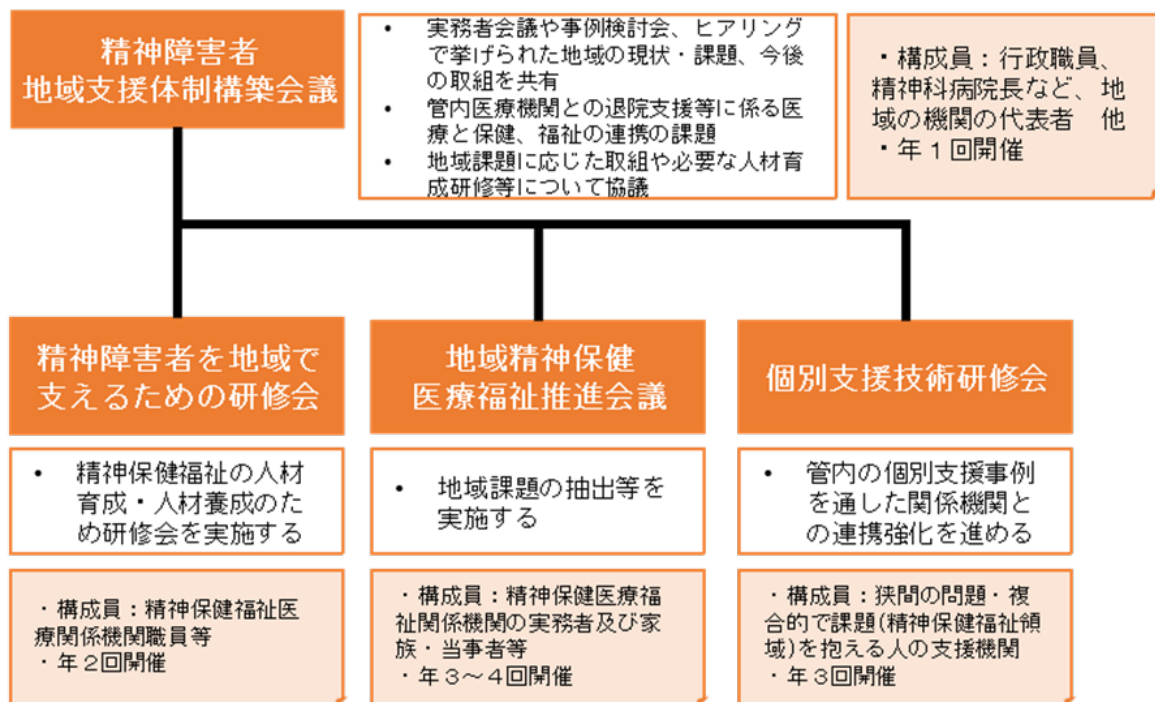 精神障害者
地域支援体制構築会議
• 実務者会議や事例検討会、ヒアリング
で挙げられた地域の現状・課題、今後
の取組を共有
• 管内医療機関との退院支援等に係る医
療と保健、福祉の連携の課題
• 地域課題に応じた取組や必要な人材育
成研修等について協議
・構成員：行政職員、
精神科病院長など、地
域の機関の代表者　他
・年１回開催
精神障害者を地域で
支えるための研修会
• 精神保健福祉の人材
育成・人材養成のた
め研修会を実施する
・構成員：精神保健福祉医
療関係機関職員等
・年２回開催
地域精神保健
医療福祉推進会議
• 地域課題の抽出等を
実施する
・構成員：精神保健医療福
祉関係機関の実務者及び家
族・当事者等
・年３～４回開催
個別支援技術研修会
• 管内の個別支援事例
を通した関係機関と
の連携強化を進める
・構成員：狭間の問題・複
合的で課題(精神保健福祉領
域)を抱える人の支援機関
・年３回開催